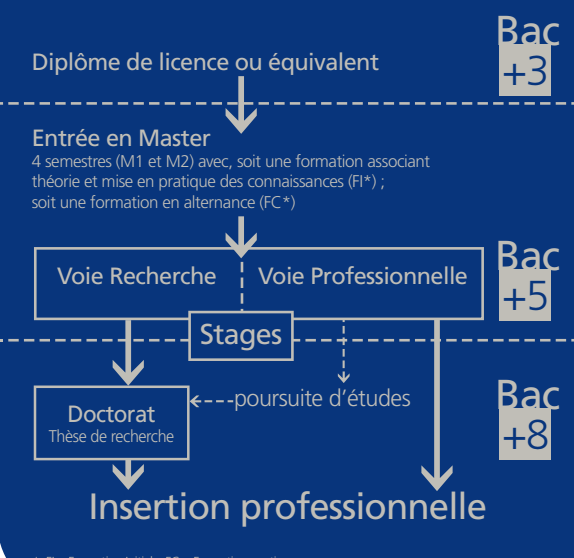 Bac
+3
Diplôme de licence ou équivalent
Entrée en Master
4 semestres (M1 et M2) avec, soit une formation associant
théorie et mise en pratique des connaissances (FI*) ;
soit une formation en alternance (FC*)
Voie Recherche
Voie Professionnelle
Bac
+5
Stages
poursuite d'études
Doctorat
Thèse de recherche
Bac
+8
Insertion professionnelle